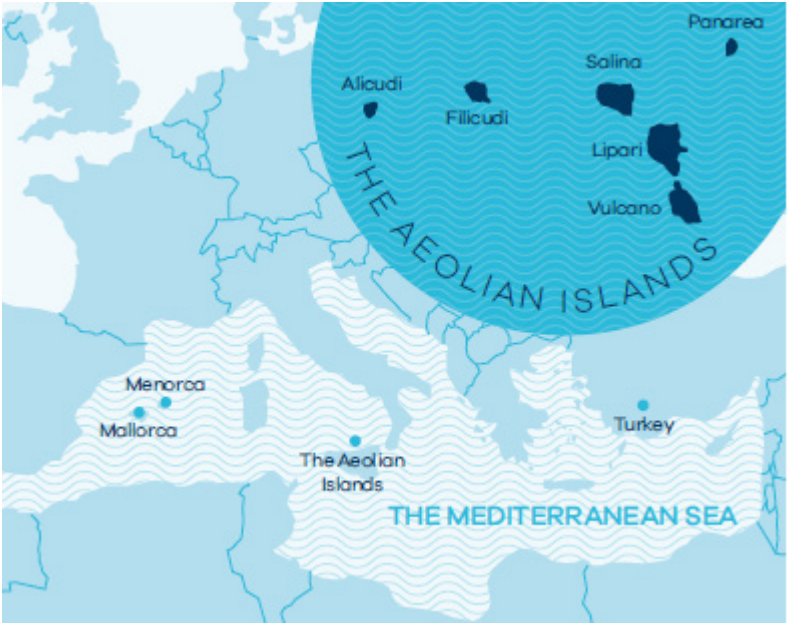 Panarea
Salina
Alicudi
Filicudi
Lipari
Vulcano
THE AEOLIAN ISLANDS
Menorca
Mallorca
Turkey
The Aeolian
Islands
THE MEDITERRANEAN SEA